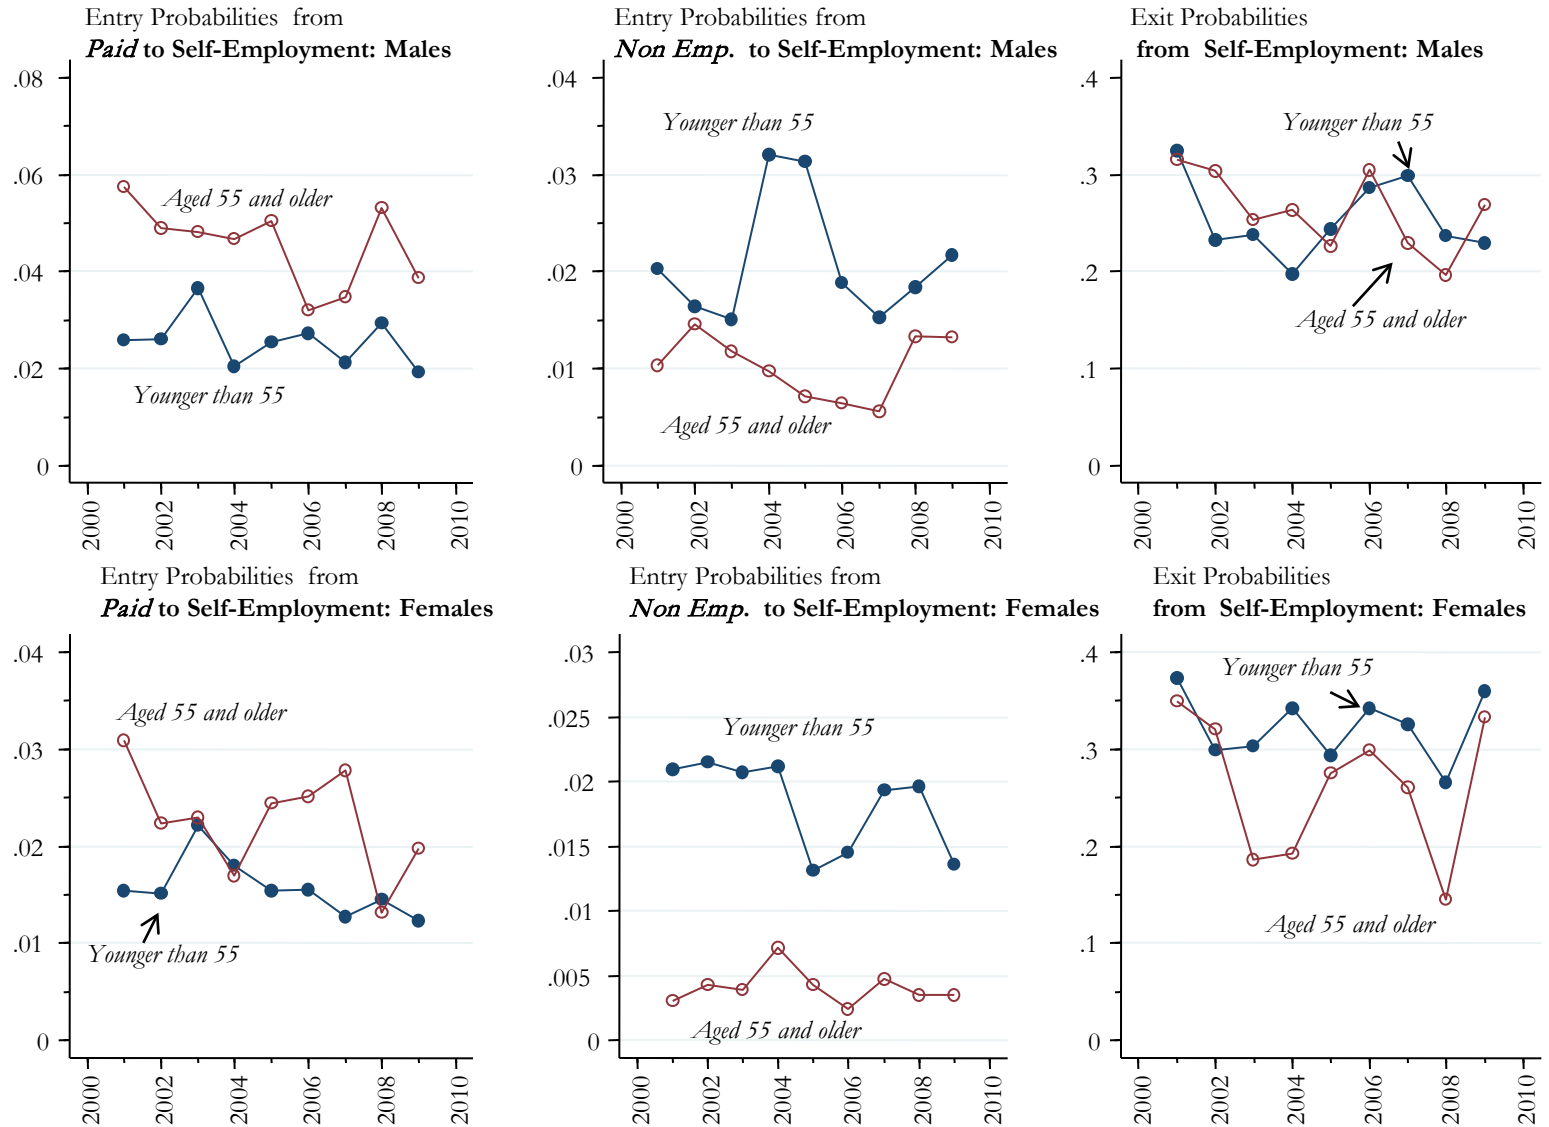 Entry Probabilities from
Paid to Self-Employment: Males
.08
.06
.04
.02
0
Aged 55 and older
Younger than 55
2000
2002
2004
2006
2008
2010
Entry Probabilities from
Non Emp. to Self-Employment: Males
.04
.03
.02
.01
0
Younger than 55
Aged 55 and older
2000
2002
2004
2006
2008
2010
Exit Probabilities
from Self-Employment: Males
.4
.3
.2
.1
0
Younger than 55
Aged 55 and older
2000
2002
2004
2006
2008
2010
Entry Probabilities from
Paid to Self-Employment: Females
.04
.03
.02
.01
0
Aged 55 and older
Younger than 55
2000
2002
2004
2006
2008
2010
Entry Probabilities from
Non Emp. to Self-Employment: Females
.03
.025
.02
.015
.01
.005
0
Younger than 55
Aged 55 and older
2000
2002
2004
2006
2008
2010
Exit Probabilities
from Self-Employment: Females
.4
.3
.2
.1
0
Younger than 55
Aged 55 and older
2000
2002
2004
2006
2008
2010